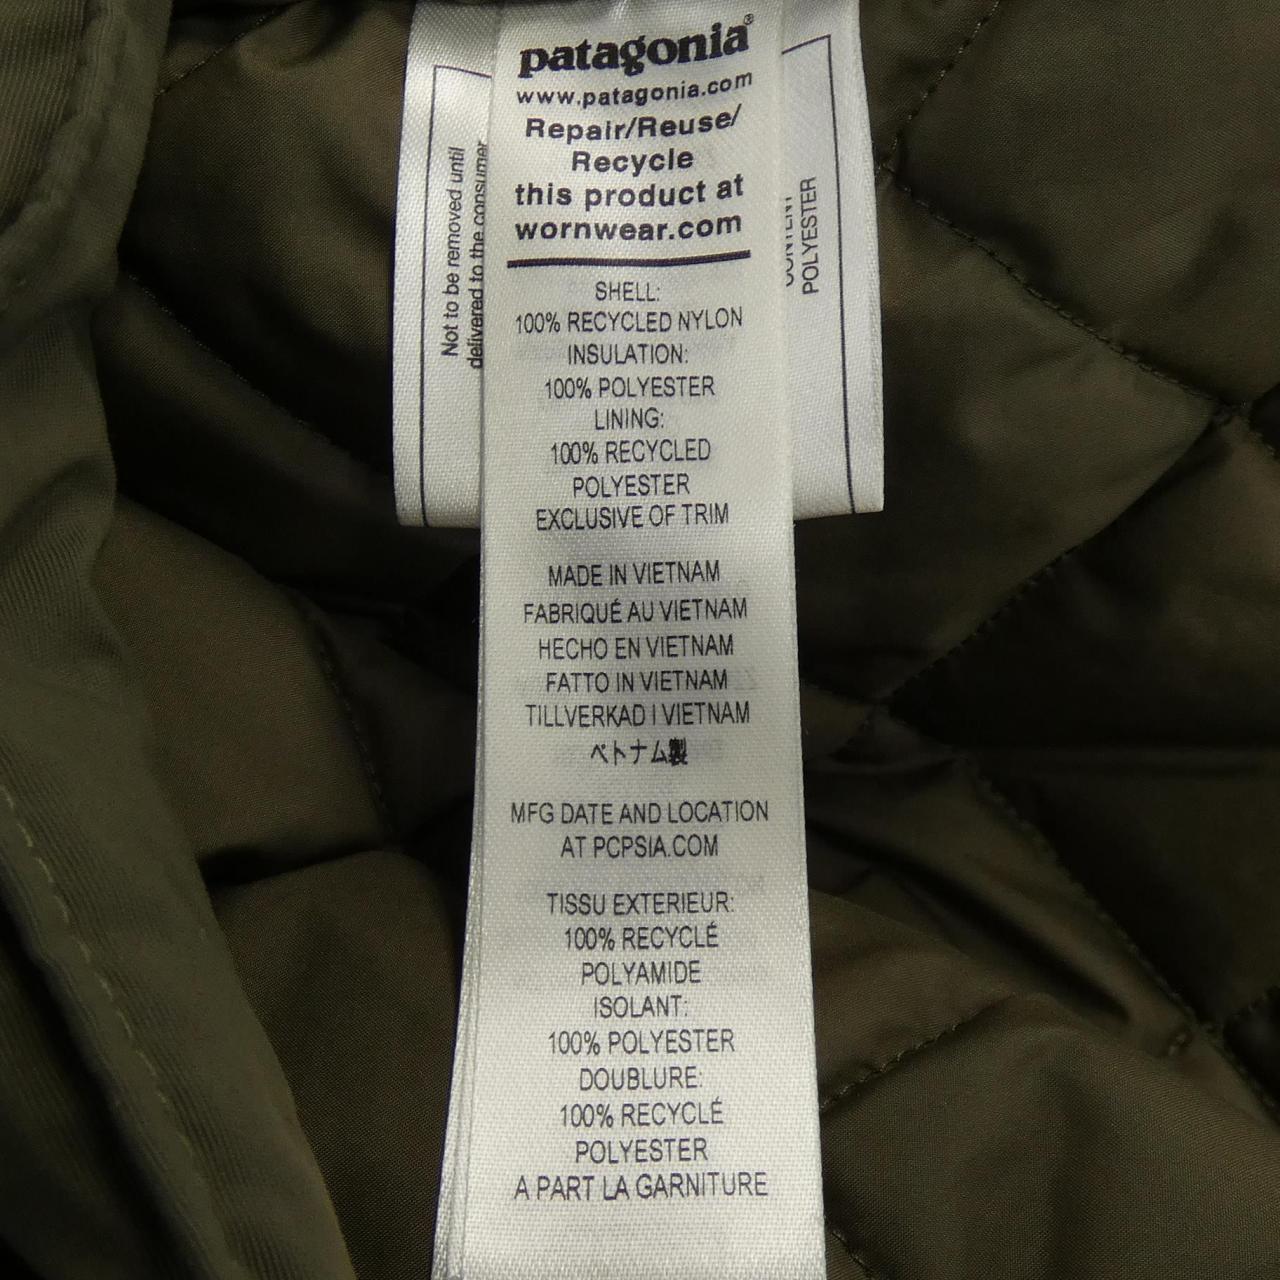 patagonia®
www.patagonia.com
Repair/Reuse/
Recycle
this product at
wornwear.com
SHELL:
100% RECYCLED NYLON
INSULATION:
100% POLYESTER
LINING:
100% RECYCLED
POLYESTER
EXCLUSIVE OF TRIM
MADE IN VIETNAM
FABRIQUÉ AU VIETNAM
HECHO EN VIETNAM
FATTO IN VIETNAM
TILLVERKAD I VIETNAM
ベトナム製
MFG DATE AND LOCATION
AT PCPSIA.COM
TISSU EXTERIEUR:
100% RECYCLÉ
POLYAMIDE
ISOLANT:
100% POLYESTER
DOUBLURE:
100% RECYCLÉ
POLYESTER
A PART LA GARNITURE
Not to be removed until
delivered to the consumer
POLYESTER